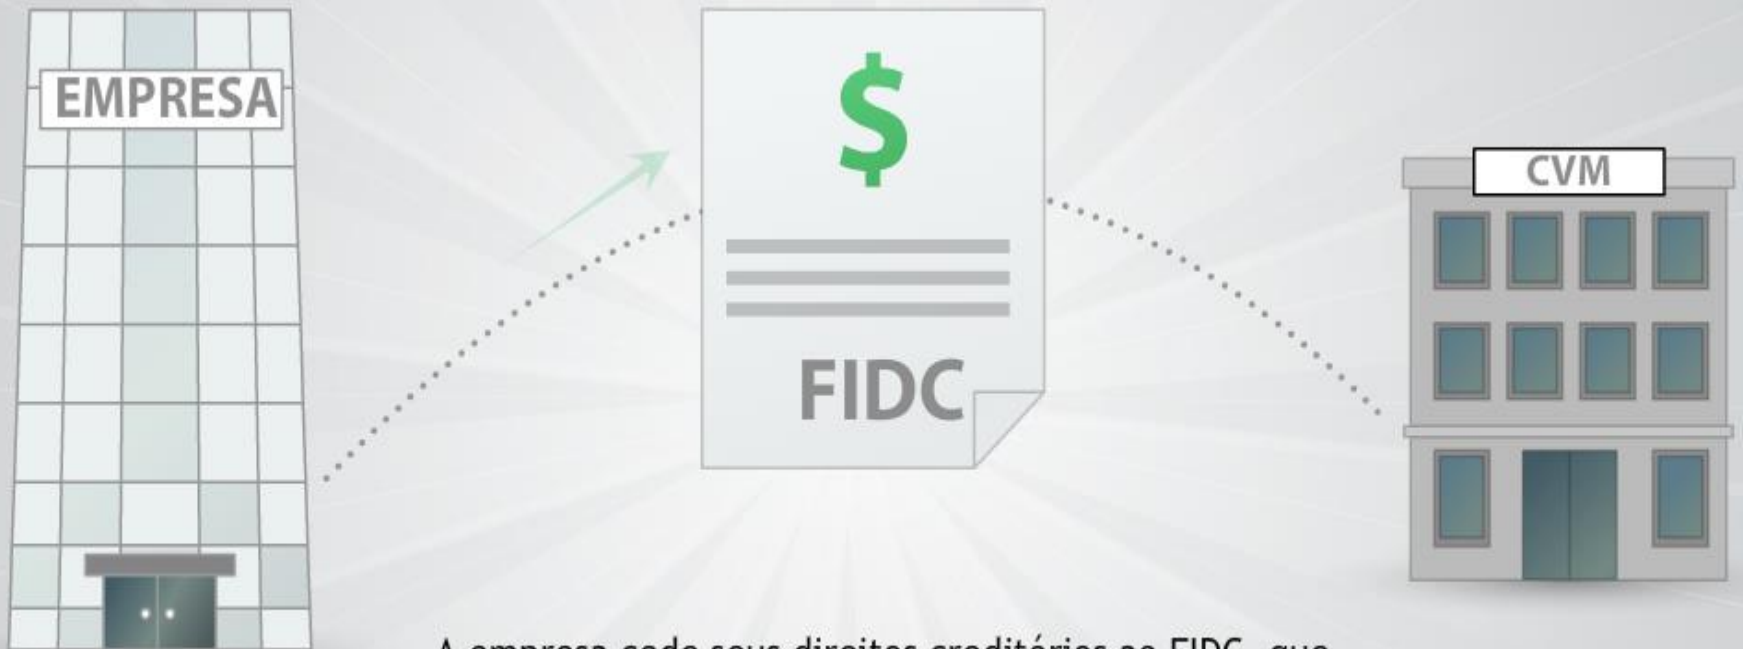 EMPRESA
$
CVM
FIDC
A empresa cede seus direitos creditórios ao FIDC, que